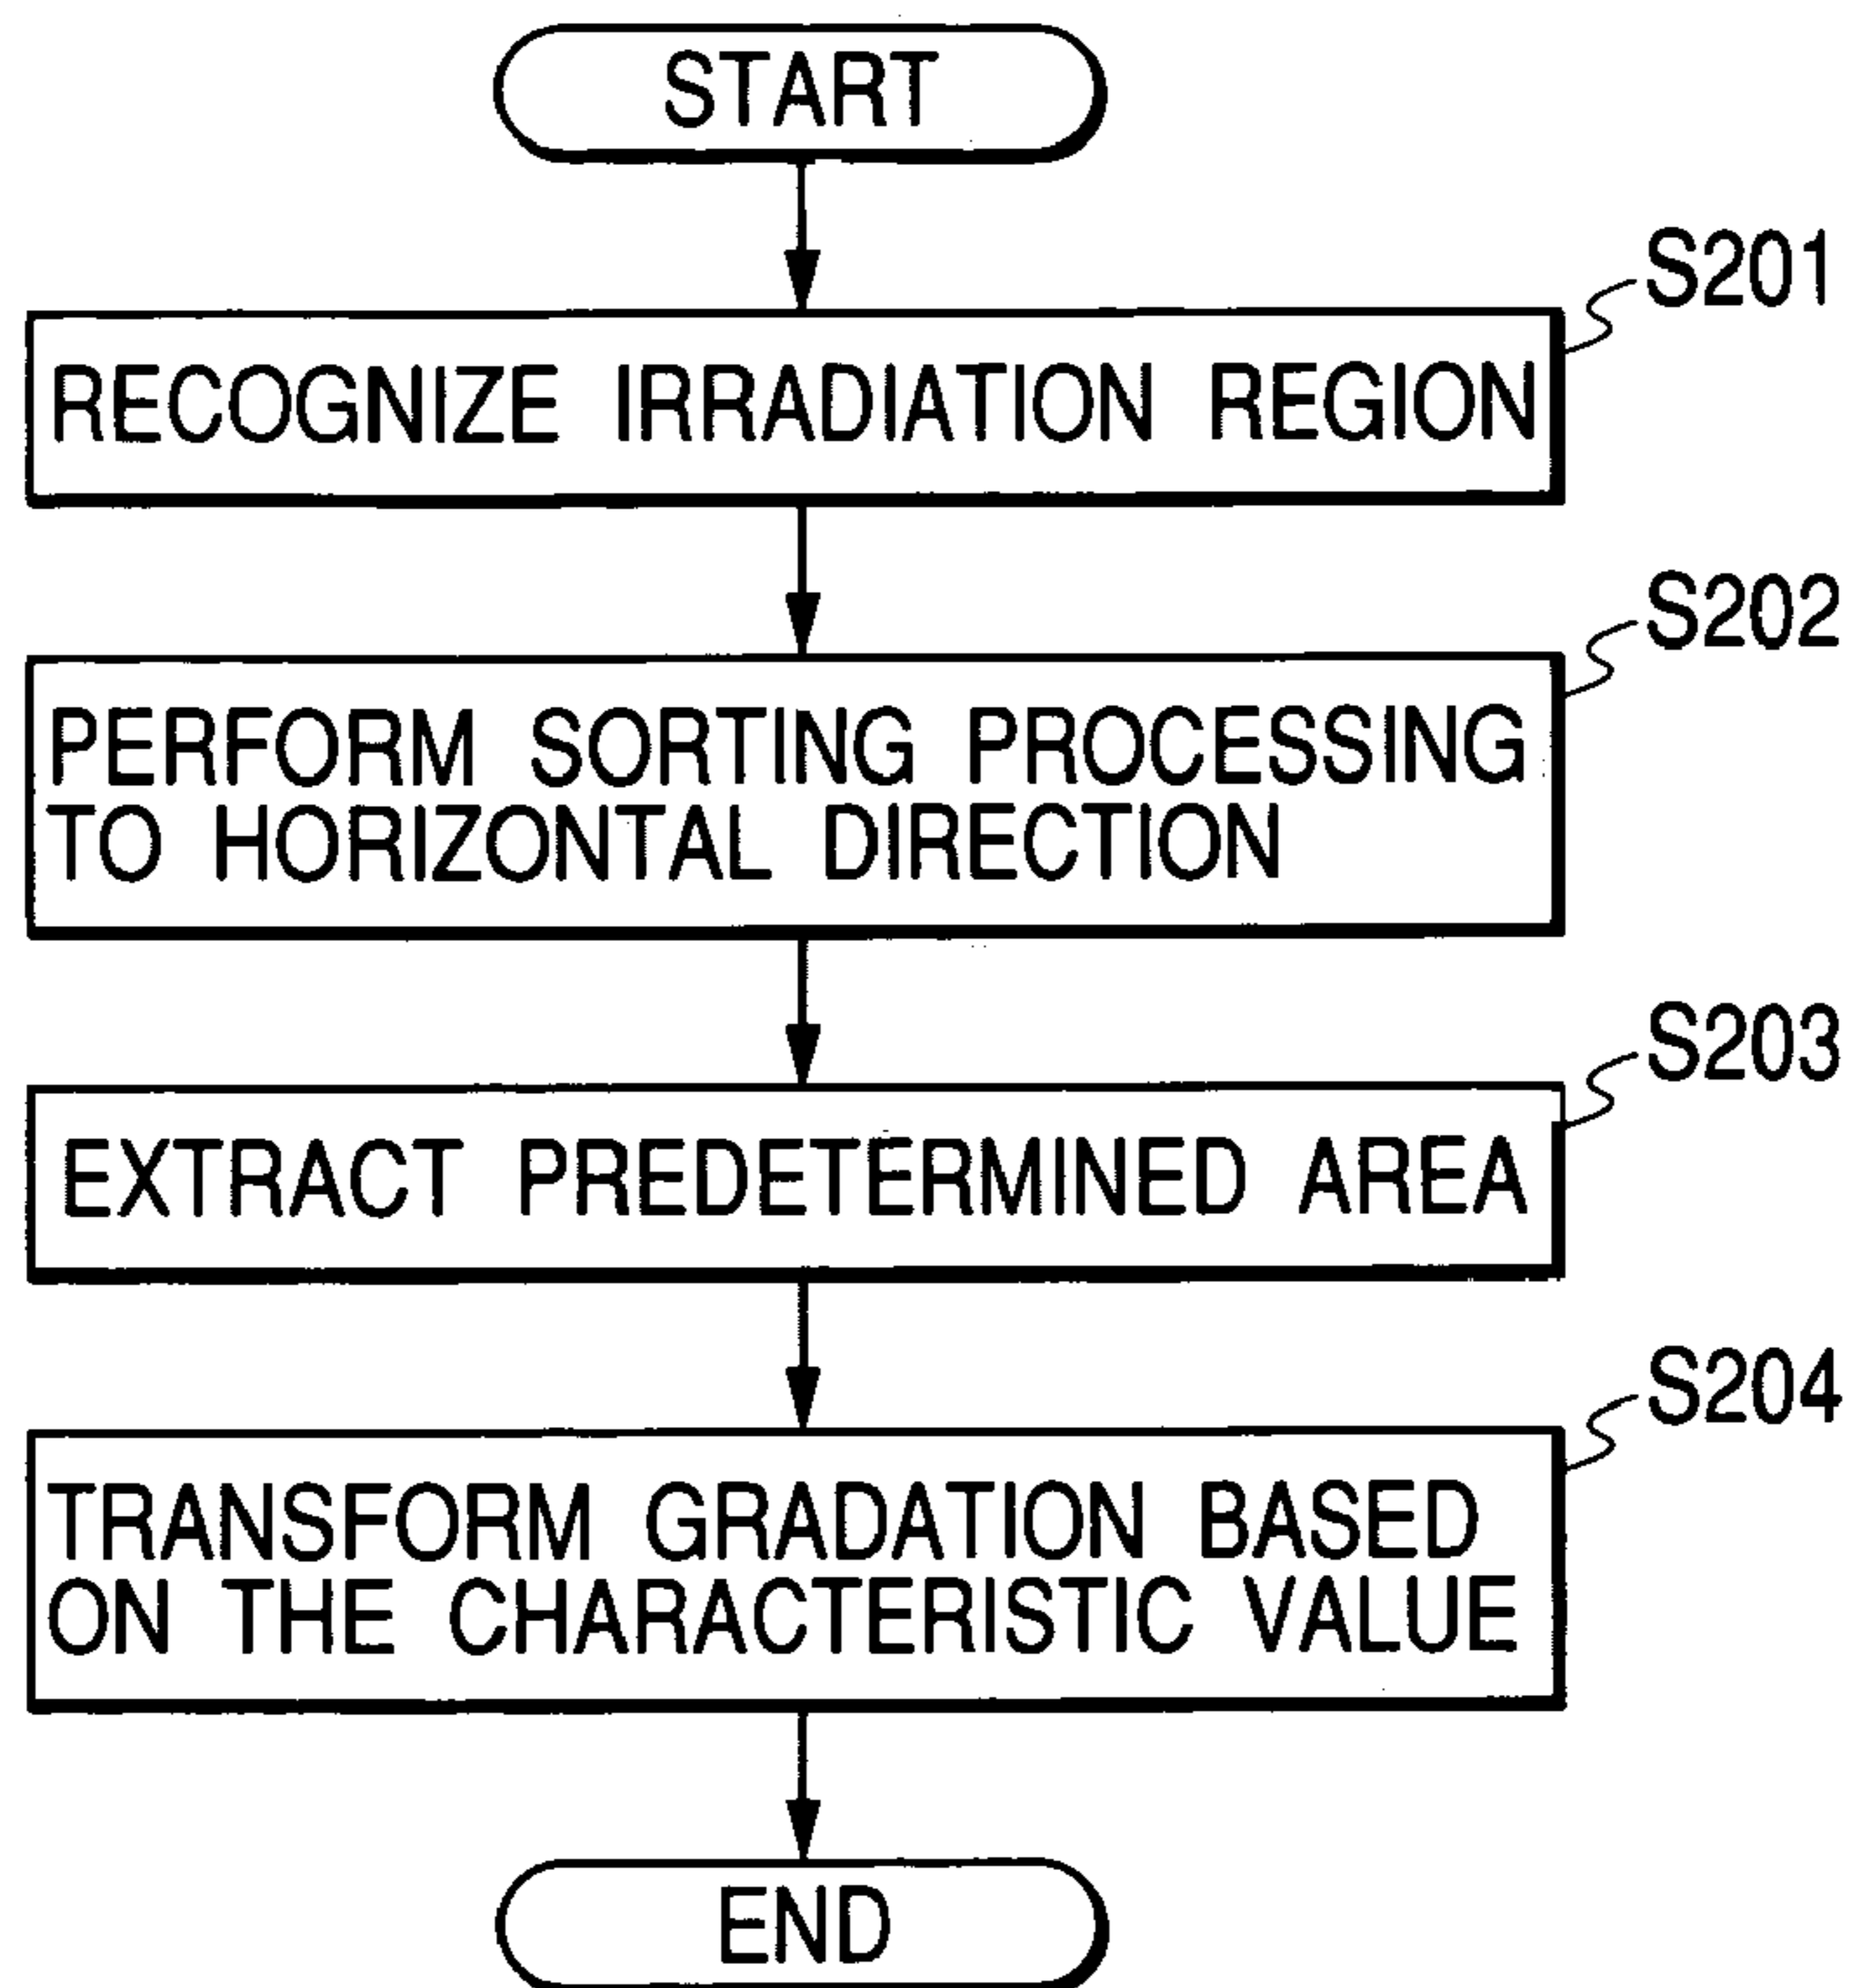 START
S201
RECOGNIZE IRRADIATION REGION
S202
PERFORM SORTING PROCESSING
TO HORIZONTAL DIRECTION
S203
EXTRACT PREDETERMINED AREA
S204
TRANSFORM GRADATION BASED
ON THE CHARACTERISTIC VALUE
END